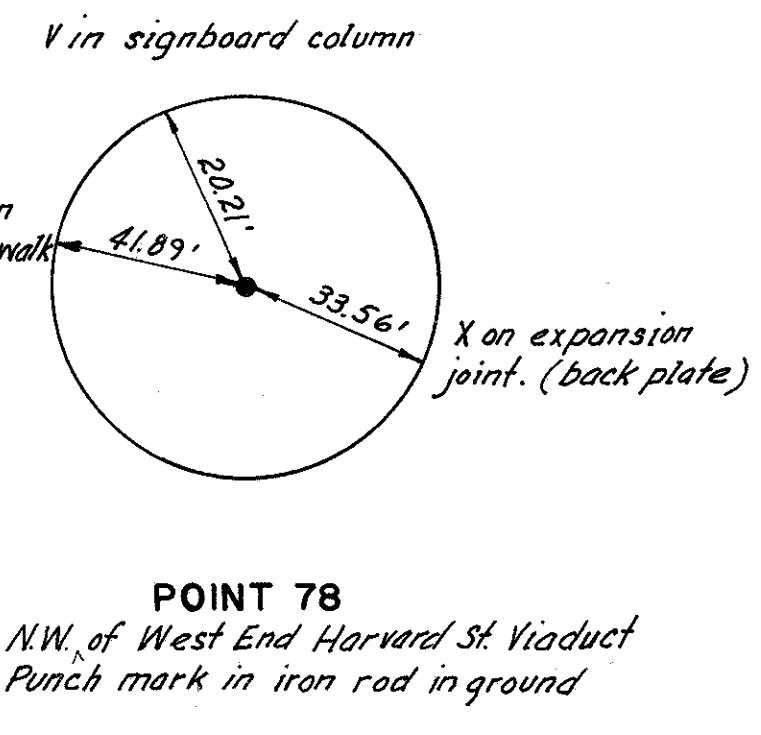 V in signboard column
20.21'
walk
41.89'
33.56'
X on expansion
joint. (back plate)
POINT 78
N.W. of West End Harvard St. Viaduct
Punch mark in iron rod in ground